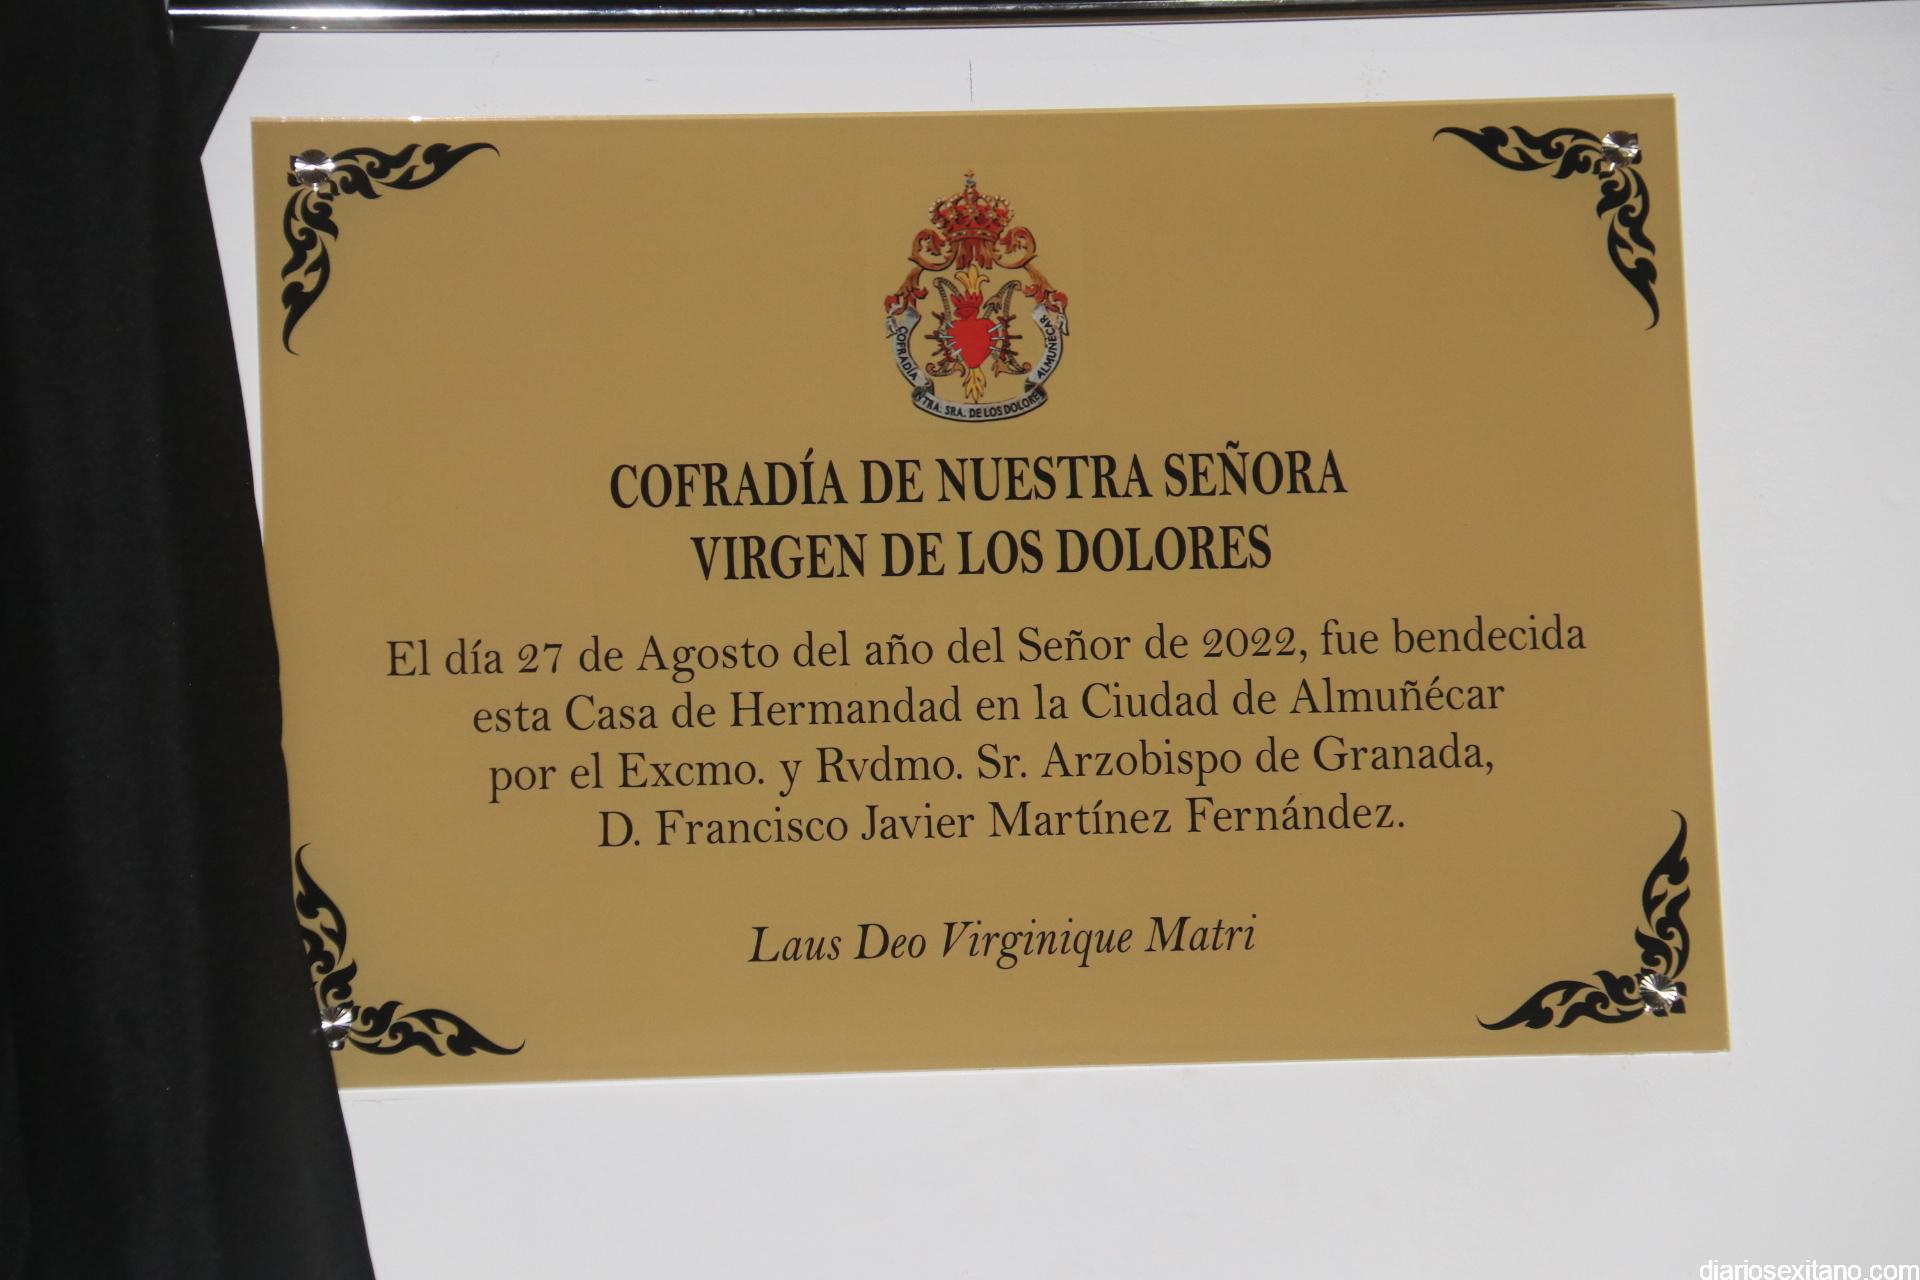 COFRADÍA
NTRA. SRA. DE LOS DOLORES
ALMUÑÉCAR
COFRADÍA DE NUESTRA SEÑORA
VIRGEN DE LOS DOLORES
El día 27 de Agosto del año del Señor de 2022, fue bendecida
esta Casa de Hermandad en la Ciudad de Almuñécar
por el Excmo. y Rvdmo. Sr. Arzobispo de Granada,
D. Francisco Javier Martínez Fernández.
Laus Deo Virginique Matri
diariosexitano.com